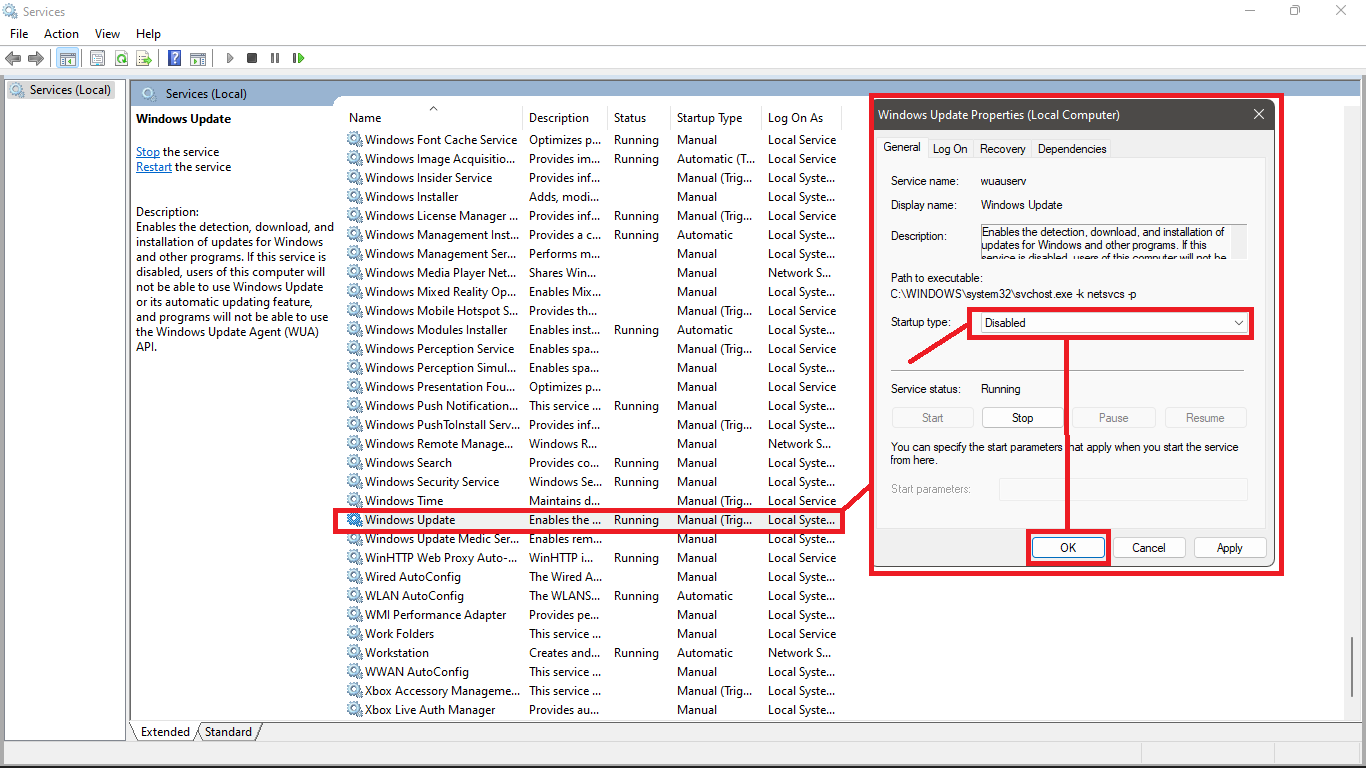 Services
File Action View Help
Services (Local)
Services (Local)
Windows Update
Stop the service
Restart the service
Description:
Enables the detection, download, and
installation of updates for Windows
and other programs. If this service is
disabled, users of this computer will
not be able to use Windows Update
or its automatic updating feature,
and programs will not be able to use
the Windows Update Agent (WUA)
API.
Name Description Status Startup Type Log On As
Windows Font Cache Service Optimizes p... Running Manual Local Service
Windows Image Acquisitio... Provides im... Running Automatic (T... Local Service
Windows Insider Service Provides inf... Manual (Trig... Local Syste...
Windows Installer Adds, modi... Manual Local Syste...
Windows License Manager ... Provides inf... Running Manual (Trig... Local Service
Windows Management Inst... Provides a c... Running Automatic Local Syste...
Windows Management Ser... Performs m... Manual Local Syste...
Windows Media Player Net... Shares Win... Manual Network S...
Windows Mixed Reality Op... Enables Mix... Manual Local Syste...
Windows Mobile Hotspot S... Provides th... Manual (Trig... Local Service
Windows Modules Installer Enables inst... Running Automatic Local Syste...
Windows Perception Service Enables spa... Manual (Trig... Local Service
Windows Perception Simul... Enables spa... Manual Local Syste...
Windows Presentation Fou... Optimizes p... Manual Local Service
Windows Push Notification... This service ... Running Manual Local Syste...
Windows PushToInstall Serv... Provides inf... Manual (Trig... Local Syste...
Windows Remote Manage... Windows R... Manual Network S...
Windows Search Provides co... Running Manual Local Syste...
Windows Security Service Windows Se... Running Manual Local Syste...
Windows Time Maintains d... Manual (Trig... Local Service
Windows Update Enables the ... Running Manual (Trig... Local Syste...
Windows Update Medic Ser... Enables rem... Manual Local Syste...
WinHTTP Web Proxy Auto-... WinHTTP i... Running Manual Local Service
Wired AutoConfig The Wired A... Manual Local Syste...
WLAN AutoConfig The WLANS... Running Automatic Local Syste...
WMI Performance Adapter Provides pe... Manual Local Syste...
Work Folders This service ... Manual Local Service
Workstation Creates and... Running Automatic Network S...
WWAN AutoConfig This service ... Manual Local Syste...
Xbox Accessory Manageme... This service ... Manual (Trig... Local Syste...
Xbox Live Auth Manager Provides au... Manual Local Syste...
Extended Standard
Windows Update Properties (Local Computer)
General Log On Recovery Dependencies
Service name: wuauserv
Display name: Windows Update
Description: Enables the detection, download, and installation of
updates for Windows and other programs. If this
service is disabled, users of this computer will not be
Path to executable:
C:\WINDOWS\system32\svchost.exe -k netsvcs -p
Startup type: Disabled
Service status: Running
Start Stop Pause Resume
You can specify the start parameters that apply when you start the service
from here.
Start parameters:
OK Cancel Apply